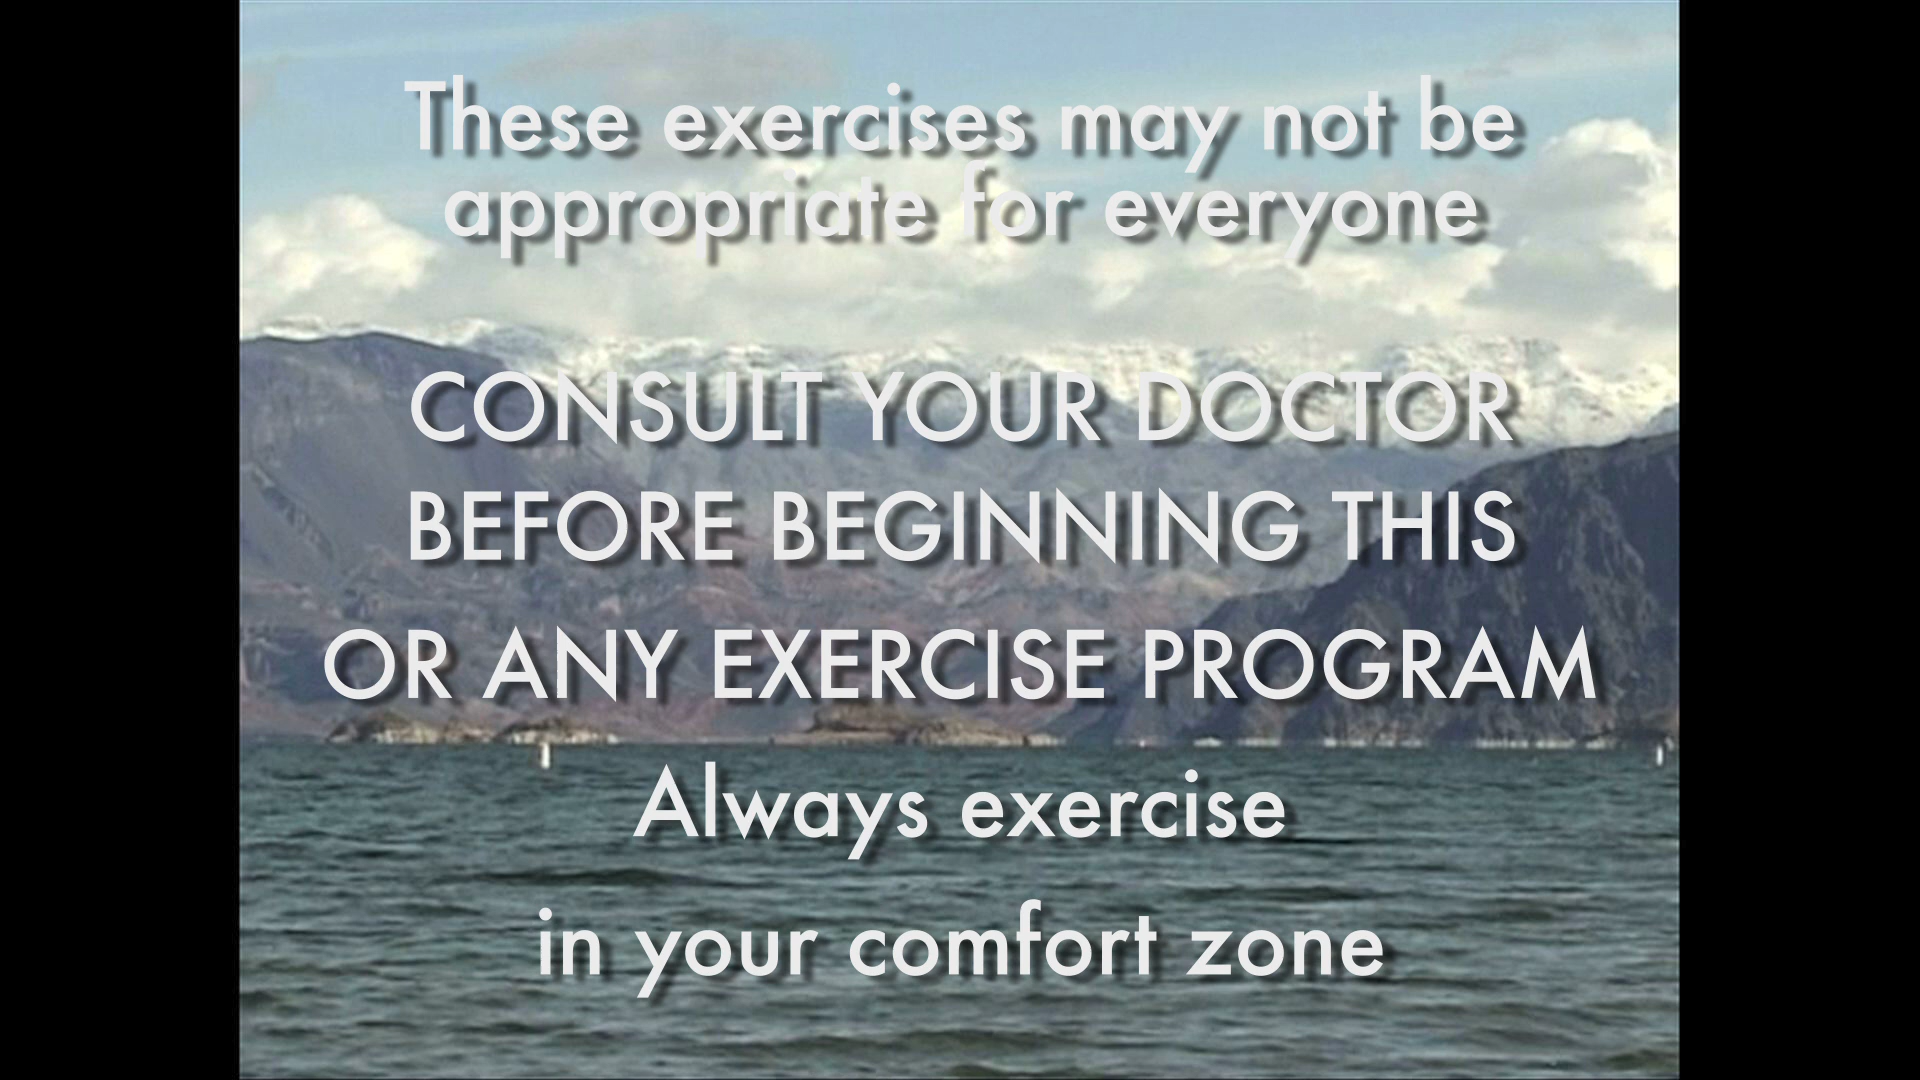 These exercises may not be
appropriate for everyone
CONSULT YOUR DOCTOR
BEFORE BEGINNING THIS
OR ANY EXERCISE PROGRAM
Always exercise
in your comfort zone